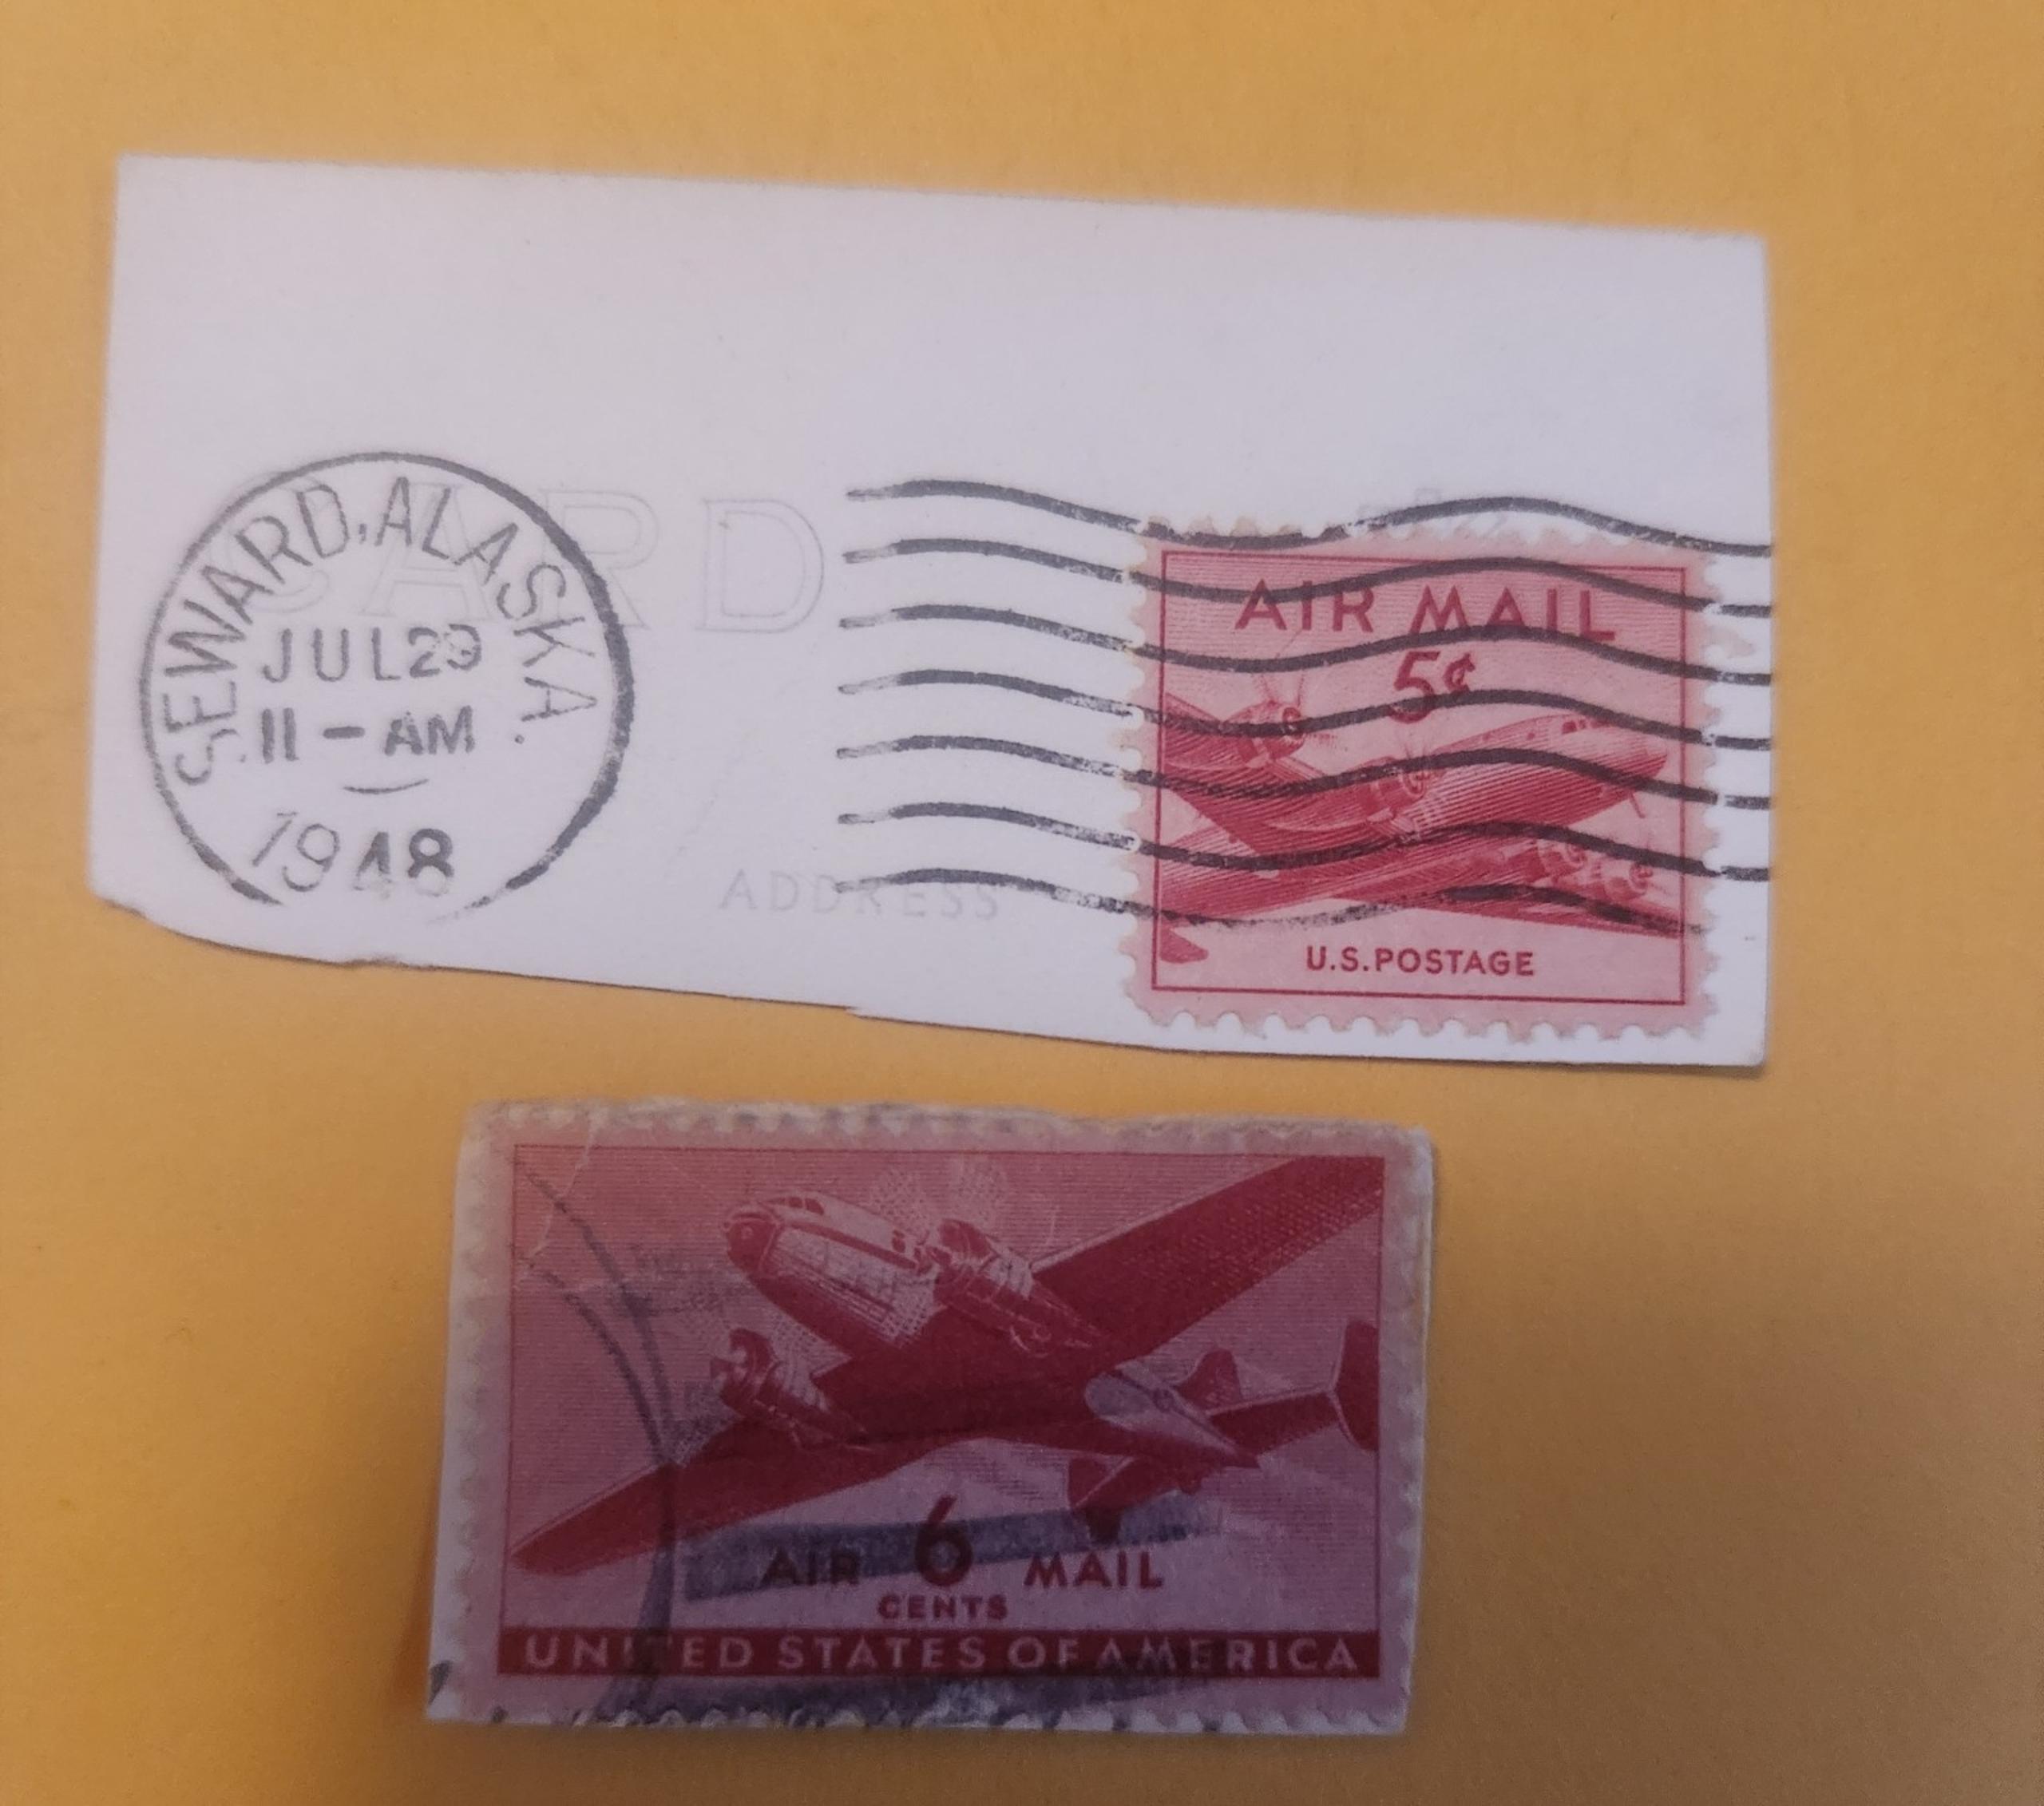 CARD
SEWARD, ALASKA.
JUL 29
11 - AM
1948
ADDRESS
AIR MAIL
5¢
U.S. POSTAGE
AIR 6 MAIL
CENTS
UNITED STATES OF AMERICA